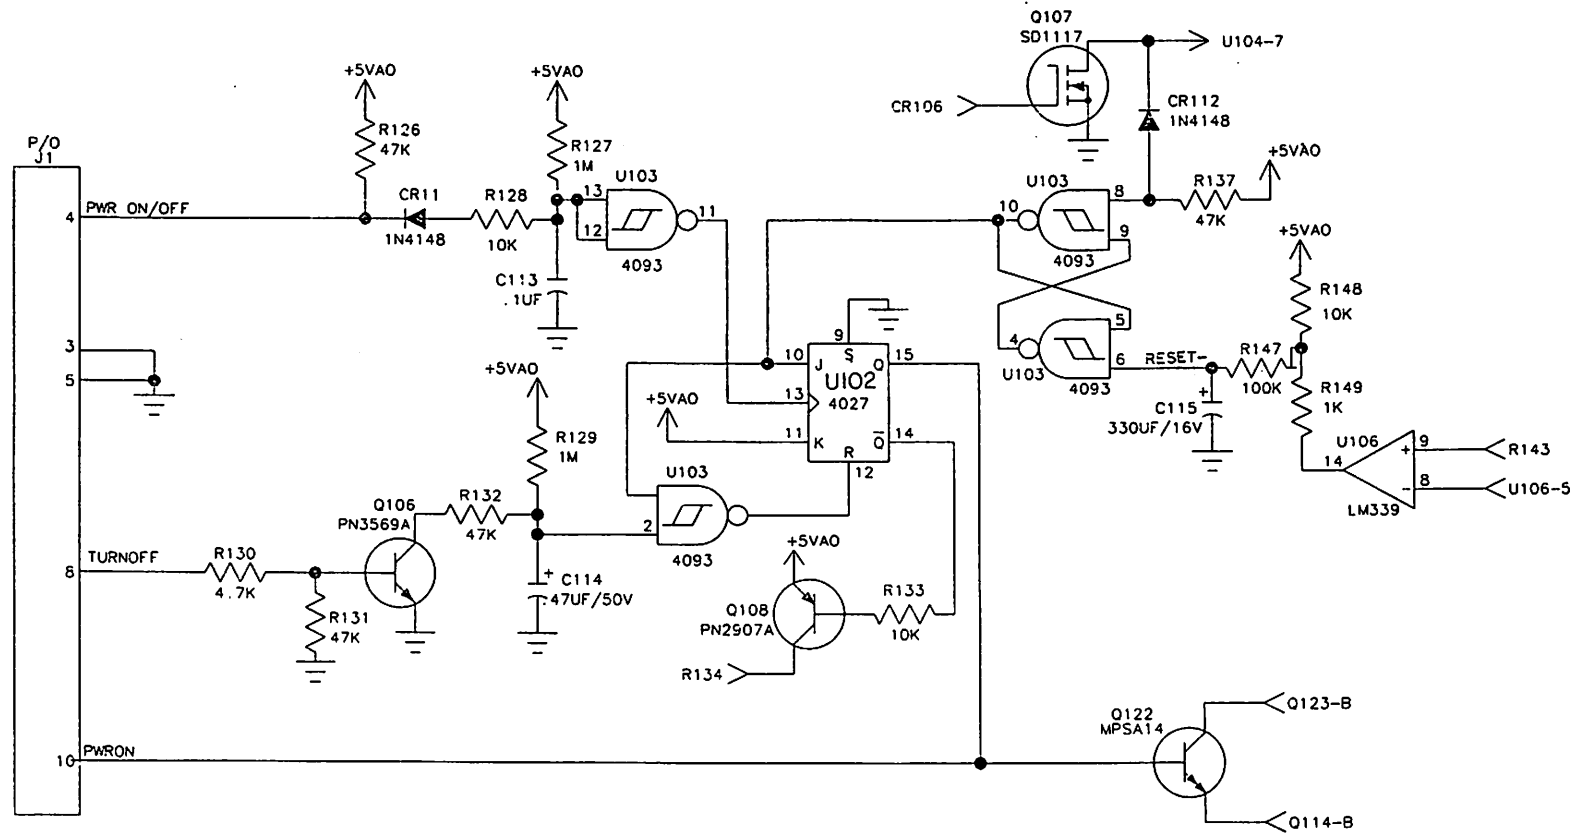 Q107
SD1117
U104-7
+5VAO
+5VAO
CR106
CR112
1N4148
P/O
J1
R126
47K
R127
1M
+5VAO
U103
CR11
R128
13
11
U103
8
R137
4
PWR ON/OFF
10
1N4148
10K
12
9
47K
+5VAO
4093
4093
C113
.1UF
R148
10K
3
5
9
S
5
4
6
RESET-
R147
+5VAO
10
J
Q
15
U103
4093
100K
R149
1K
U102
4027
+5VAO
13
C115
+
330UF/16V
R129
1M
11
K
Q
14
U106
9
+
R143
14
R
12
8
-
U106-5
U103
LM339
Q106
PN3569A
R132
47K
2
4093
+5VAO
8
TURNOFF
R130
4.7K
+
C114
.47UF/50V
R133
10K
Q108
PN2907A
R131
47K
R134
Q122
MPSA14
Q123-B
10
PWRON
Q114-B